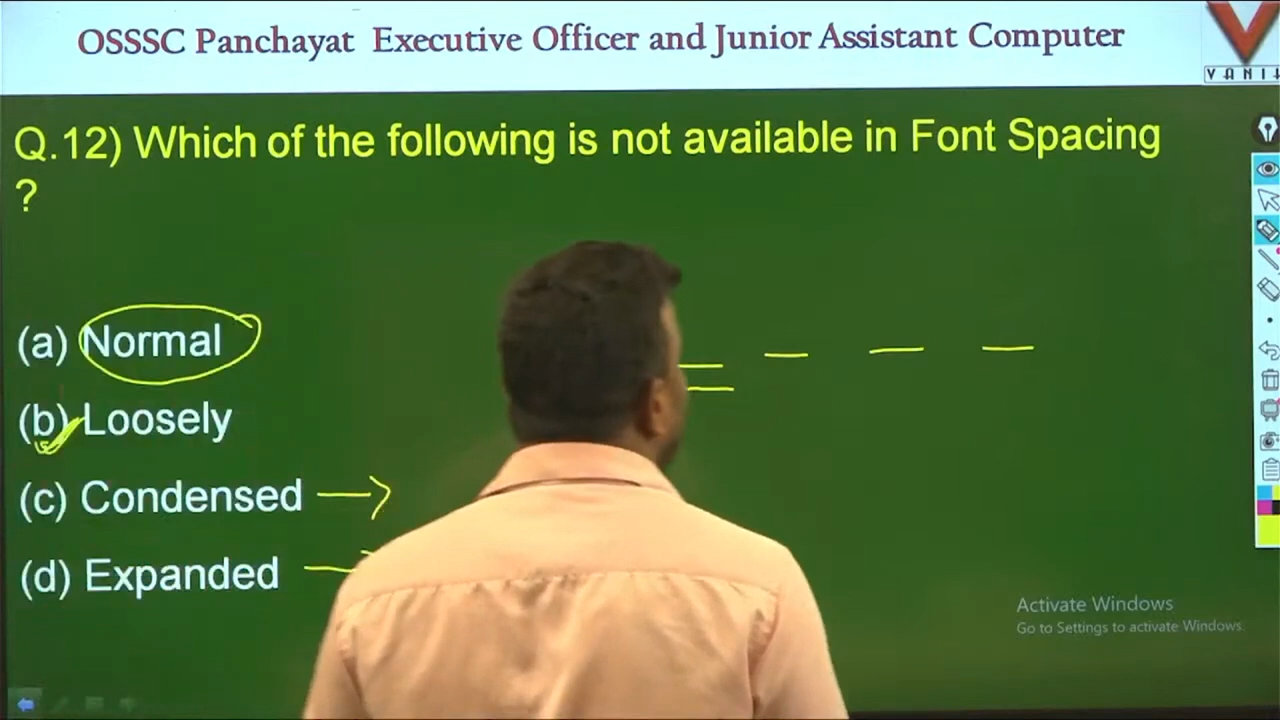 OSSSC Panchayat Executive Officer and Junior Assistant Computer
Q.12) Which of the following is not available in Font Spacing
?
(a) Normal
(b) Loosely
(c) Condensed
(d) Expanded
Activate Windows
Go to Settings to activate Windows.